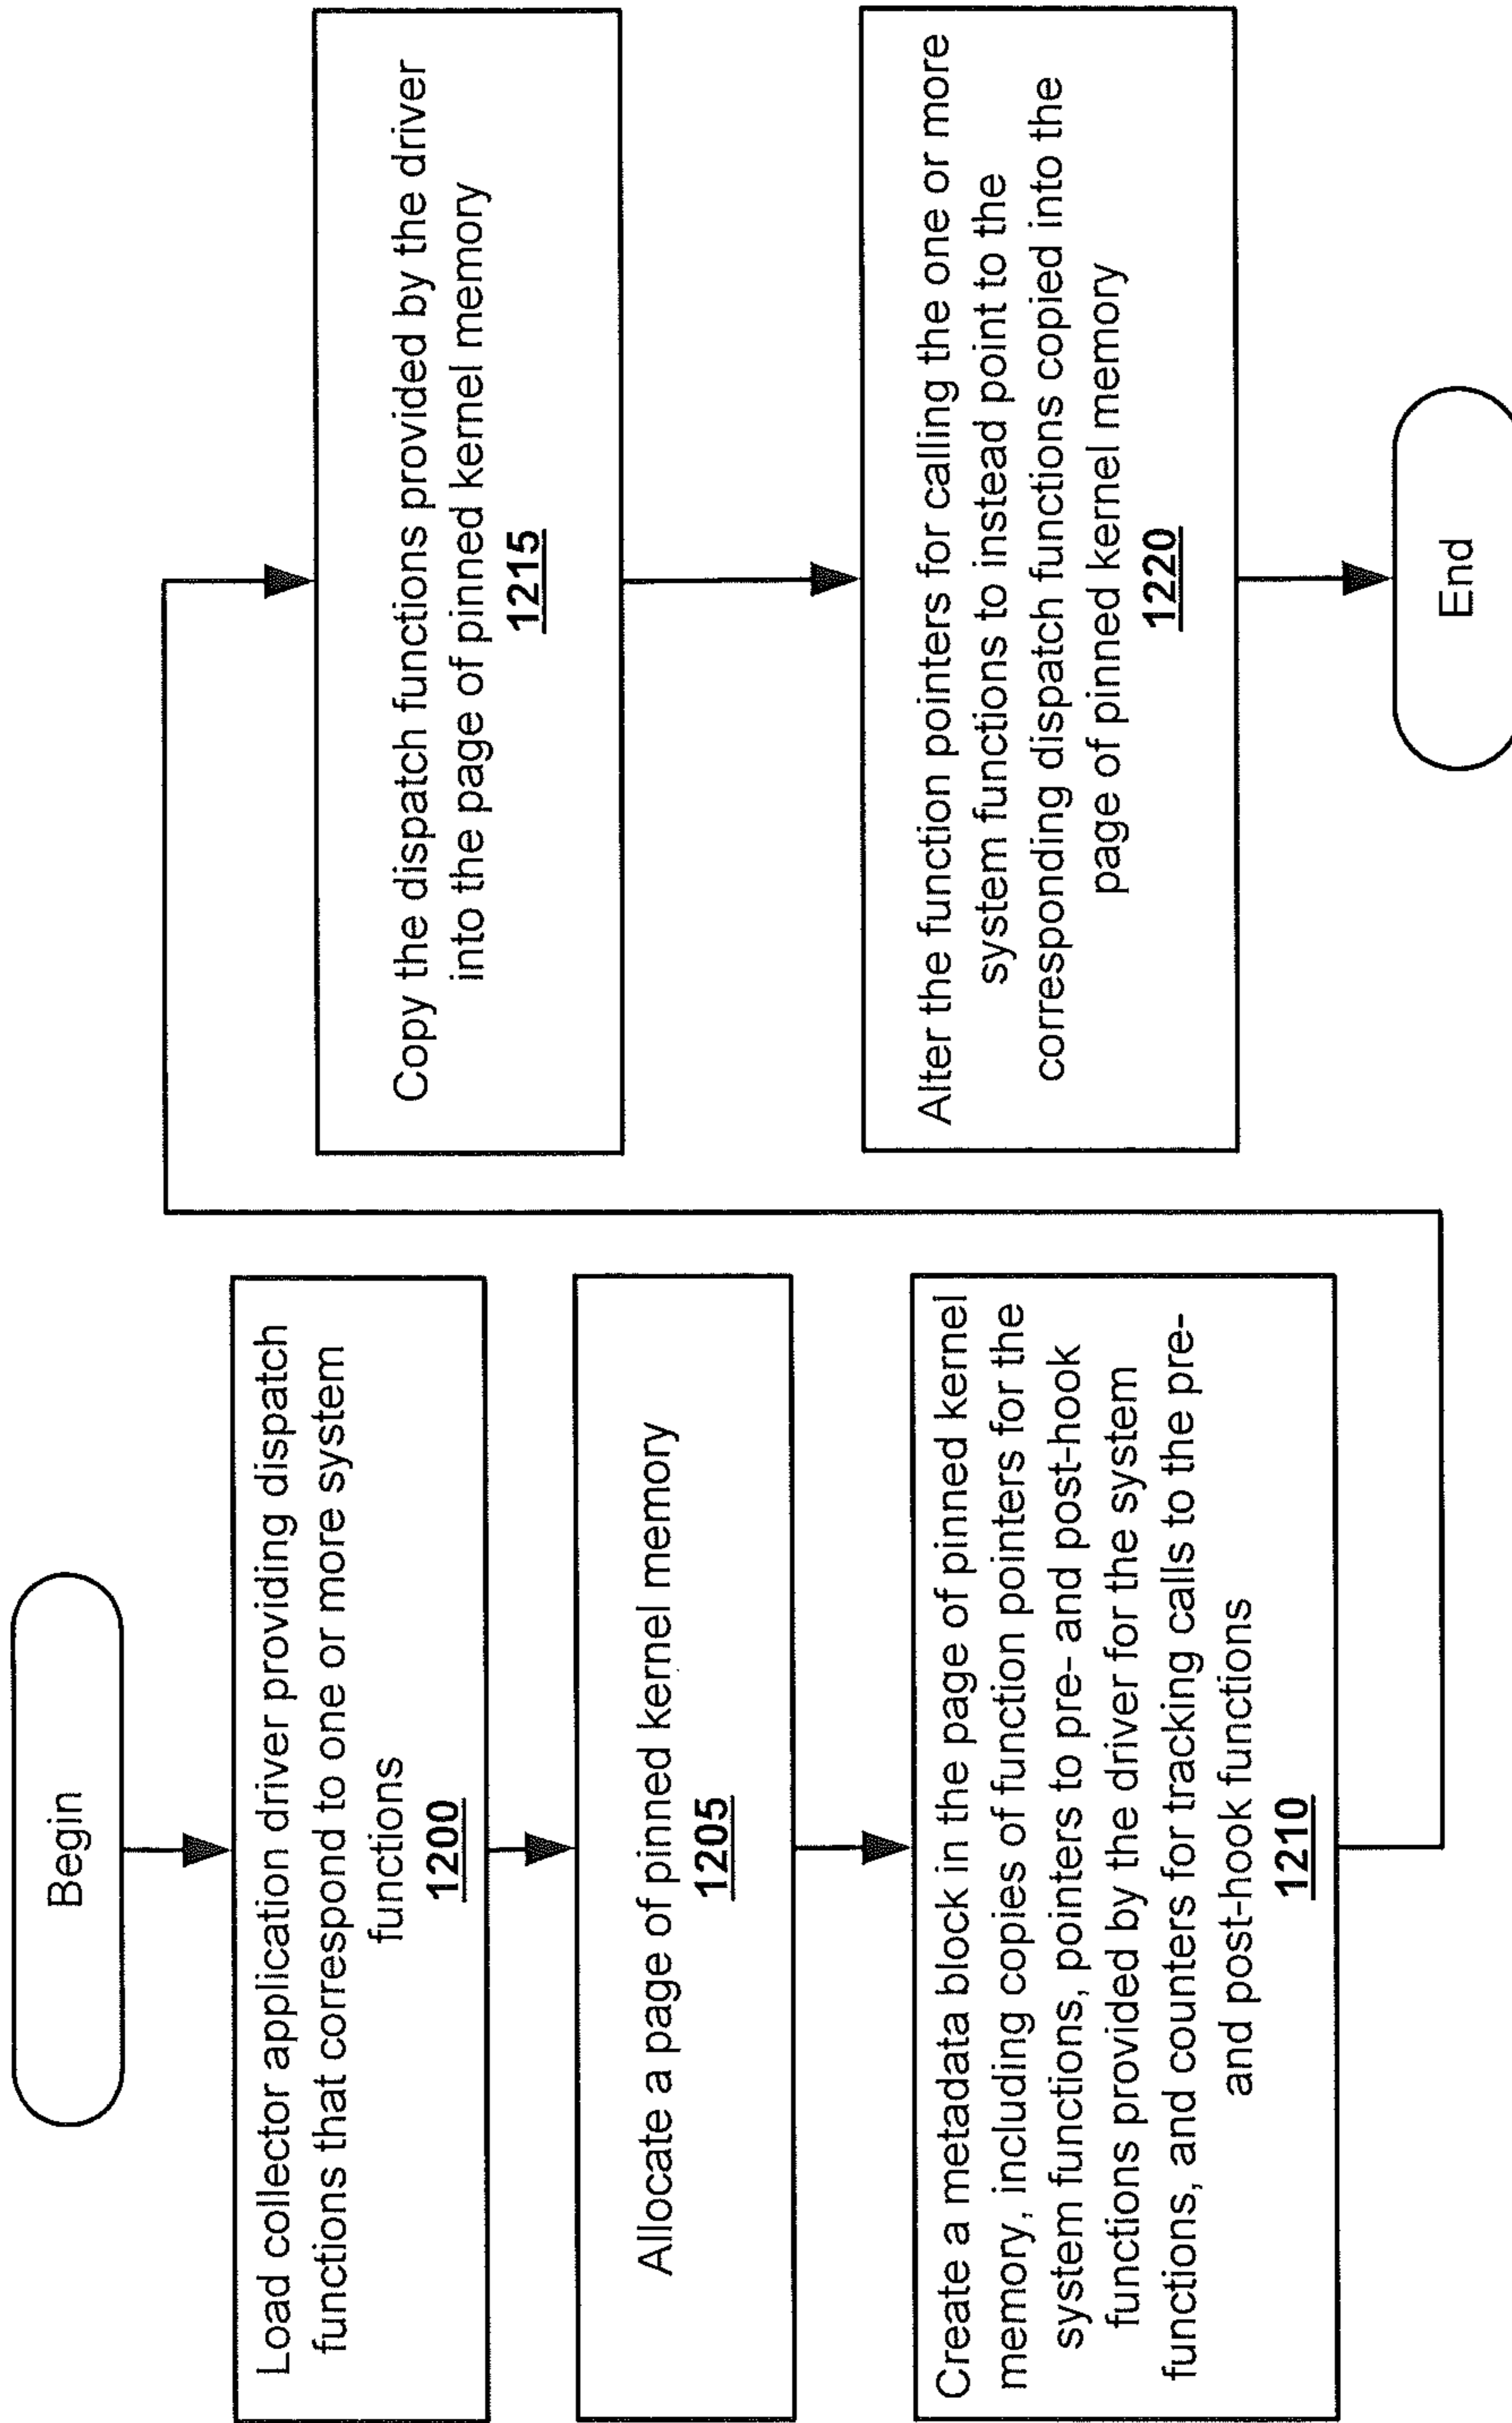 Begin
Load collector application driver providing dispatch
functions that correspond to one or more system
functions
1200
Allocate a page of pinned kernel memory
1205
Create a metadata block in the page of pinned kernel
memory, including copies of function pointers for the
system functions, pointers to pre- and post-hook
functions provided by the driver for the system
functions, and counters for tracking calls to the pre-
and post-hook functions
1210
Copy the dispatch functions provided by the driver
into the page of pinned kernel memory
1215
Alter the function pointers for calling the one or more
system functions to instead point to the
corresponding dispatch functions copied into the
page of pinned kernel memory
1220
End